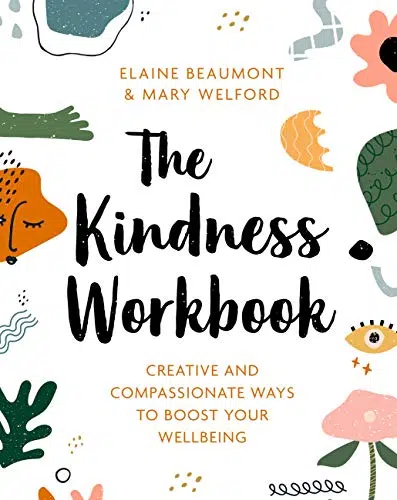 ELAINE BEAUMONT
& MARY WELFORD
The
Kindness
Workbook
CREATIVE AND
COMPASSIONATE WAYS
TO BOOST YOUR
WELLBEING